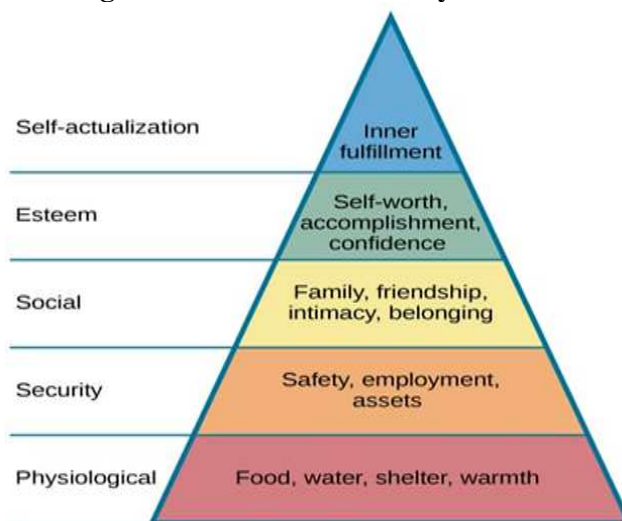 Self-actualization
Inner
fulfillment
Esteem
Self-worth,
accomplishment,
confidence
Social
Family, friendship,
intimacy, belonging
Security
Safety, employment,
assets
Physiological
Food, water, shelter, warmth